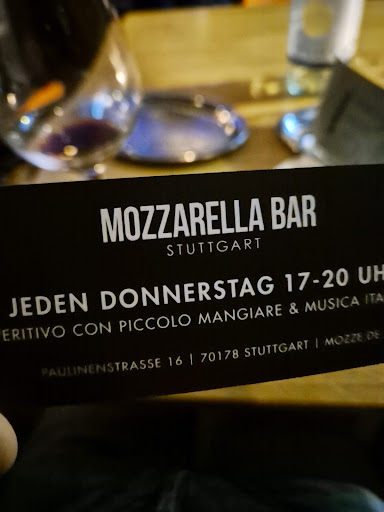 MOZZARELLA BAR
STUTTGART
JEDEN DONNERSTAG 17-20 UH
ERITIVO CON PICCOLO MANGIARE & MUSICA ITA
PAULINENSTRASSE 16 | 70178 STUTTGART | MOZZE.DE